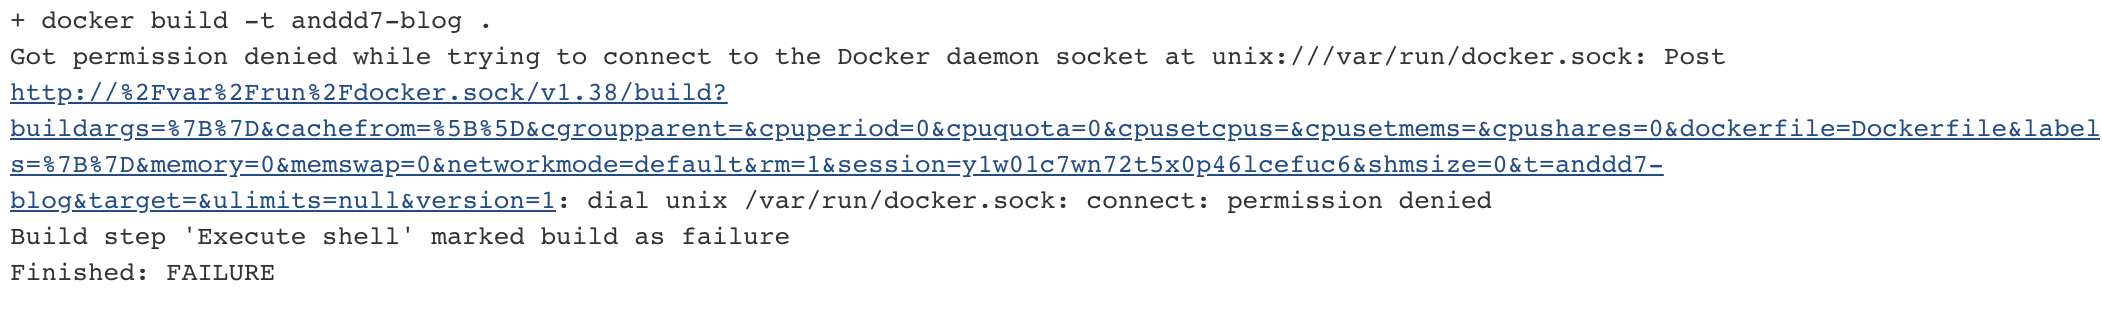 + docker build -t anddd7-blog .
Got permission denied while trying to connect to the Docker daemon socket at unix:///var/run/docker.sock: Post
http://%2Fvar%2Frun%2Fdocker.sock/v1.38/build?
buildargs=%7B%7D&cachefrom=%5B%5D&cgroupparent=&cpuperiod=0&cpuquota=0&cpusetcpus=&cpusetmems=&cpushares=0&dockerfile=Dockerfile&label
s=%7B%7D&memory=0&memswap=0&networkmode=default&rm=1&session=y1w01c7wn72t5x0p46lcefuc6&shmsize=0&t=anddd7-
blog&target=&ulimits=null&version=1: dial unix /var/run/docker.sock: connect: permission denied
Build step 'Execute shell' marked build as failure
Finished: FAILURE